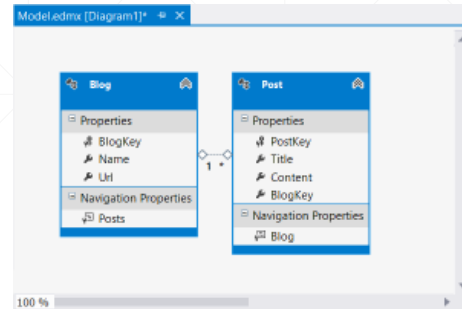 Model.edmx [Diagram1]*
Blog
Properties
BlogKey
Name
Url
Navigation Properties
Posts
1 *
Post
Properties
PostKey
Title
Content
BlogKey
Navigation Properties
Blog
100 %